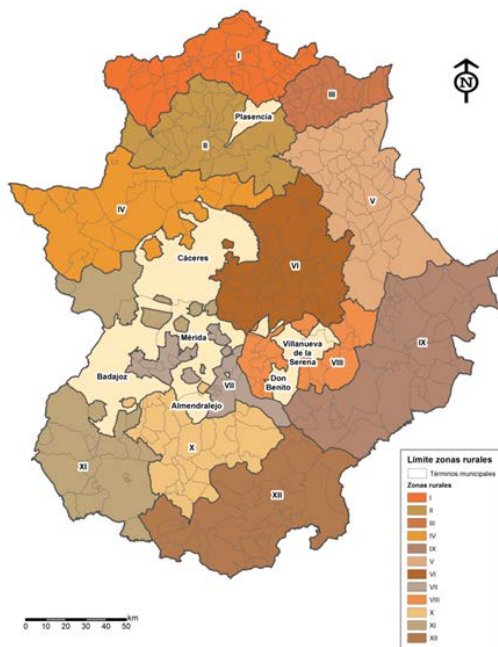 I
III
N
Plasencia
II
IV
V
Cáceres
VI
Mérida
Villanueva
de la
Serena
VIII
IX
Badajoz
Don
Benito
VII
Almendralejo
X
XI
XII
Límite zonas rurales
Términos municipales
Zonas rurales
I
II
III
IV
IX
V
VI
VII
VIII
X
XI
XII
km
0 10 20 30 40 50